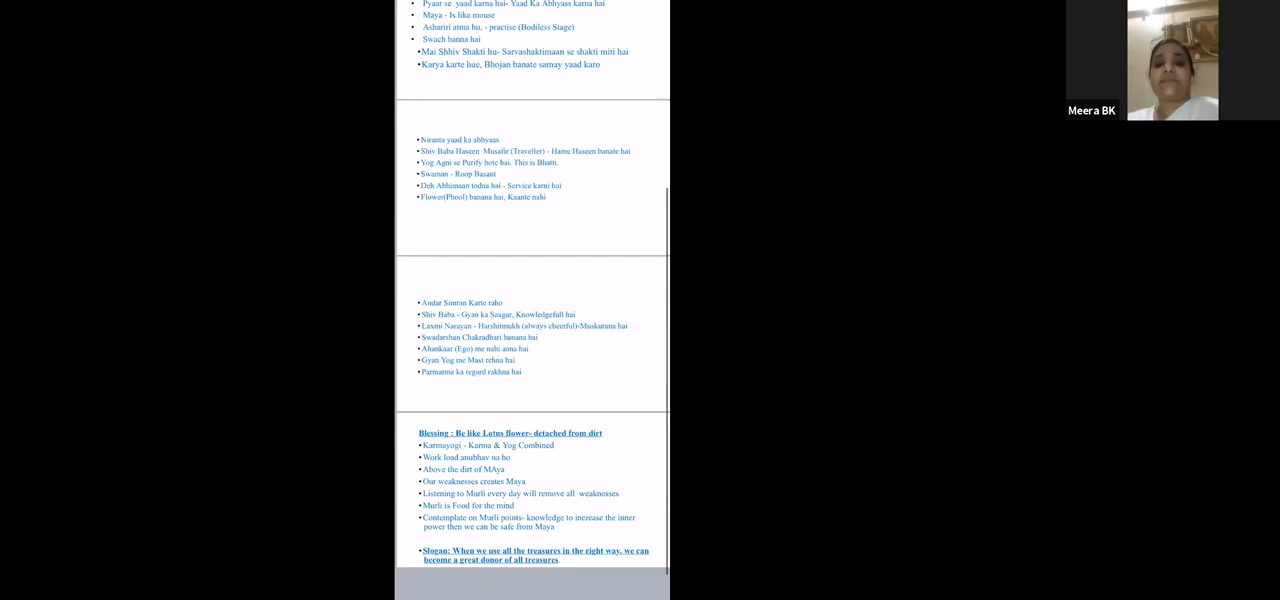 • Pyaar se yaad karna hai- Yaad Ka Abhyass karna hai
• Maya - Is like mouse
• Ashariri atma hu, - practise (Bodiless Stage)
• Swach banna hai
•Mai Shhiv Shakti hu- Sarvashaktimaan se shakti miti hai
•Karya karte hue, Bhojan banate samay yaad karo
•Niranta yaad ka abhyaas
•Shiv Baba Haseen Musafir (Traveller) - Hame Haseen banate hai
•Yog Agni se Purify hote hai. This is Bhatti.
•Swaman - Roop Basant
•Deh Abhimaan todna hai - Service karni hai
•Flower(Phool) banana hai, Kaante nahi
•Andar Simran Karte raho
•Shiv Baba - Gyan ka Saagar, Knowledgefull hai
•Laxmi Narayan - Harshitmukh (always cheerful)-Muskurana hai
•Swadarshan Chakradhari banana hai
•Ahankaar (Ego) me nahi aana hai
•Gyan Yog me Mast rehna hai
•Parmatma ka regard rakhna hai
Blessing : Be like Lotus flower- detached from dirt
•Karmayogi - Karma & Yog Combined
•Work load anubhav na ho
•Above the dirt of MAya
•Our weaknesses creates Maya
•Listening to Murli every day will remove all weaknesses
•Murli is Food for the mind
•Contemplate on Murli points- knowledge to increase the inner
power then we can be safe from Maya
•Slogan: When we use all the treasures in the right way, we can
become a great donor of all treasures.
Meera BK